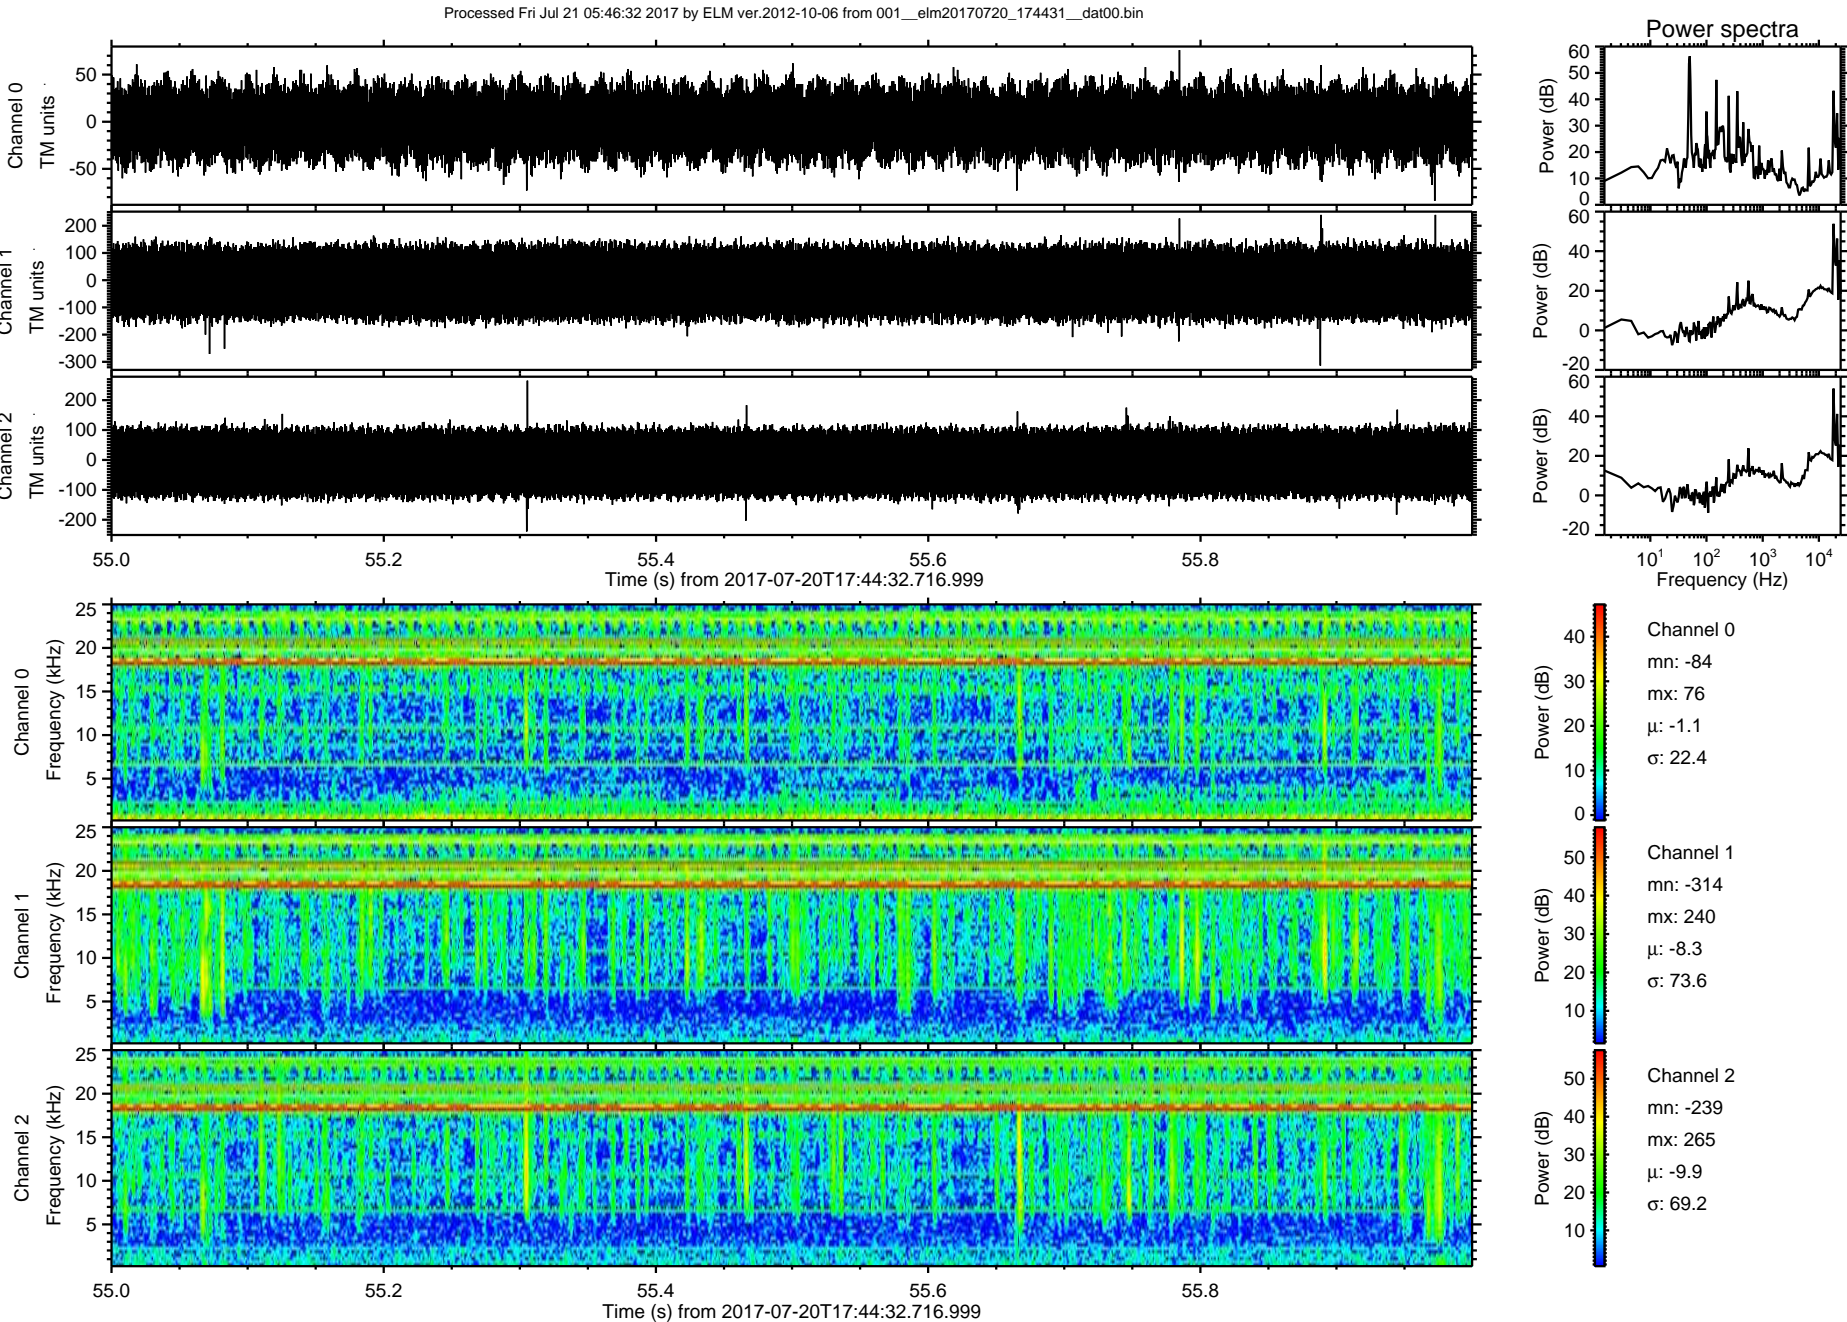 Processed Fri Jul 21 05:46:32 2017 by ELM ver.2012-10-06 from 001__elm20170720_174431__dat00.bin
Power spectra
Channel 0
TM units
50
0
-50
Power (dB)
60
50
40
30
20
10
0
Channel 1
TM units
200
100
0
-100
-200
-300
Power (dB)
60
40
20
0
-20
Channel 2
TM units
200
100
0
-100
-200
Power (dB)
60
40
20
0
-20
55.0 55.2 55.4 55.6 55.8
Time (s) from 2017-07-20T17:44:32.716.999
10^1 10^2 10^3 10^4
Frequency (Hz)
Channel 0
Frequency (kHz)
25
20
15
10
5
Power (dB)
40
30
20
10
0
Channel 0
mn: -84
mx: 76
μ: -1.1
σ: 22.4
Channel 1
Frequency (kHz)
25
20
15
10
5
Power (dB)
50
40
30
20
10
Channel 1
mn: -314
mx: 240
μ: -8.3
σ: 73.6
Channel 2
Frequency (kHz)
25
20
15
10
5
Power (dB)
50
40
30
20
10
Channel 2
mn: -239
mx: 265
μ: -9.9
σ: 69.2
55.0 55.2 55.4 55.6 55.8
Time (s) from 2017-07-20T17:44:32.716.999